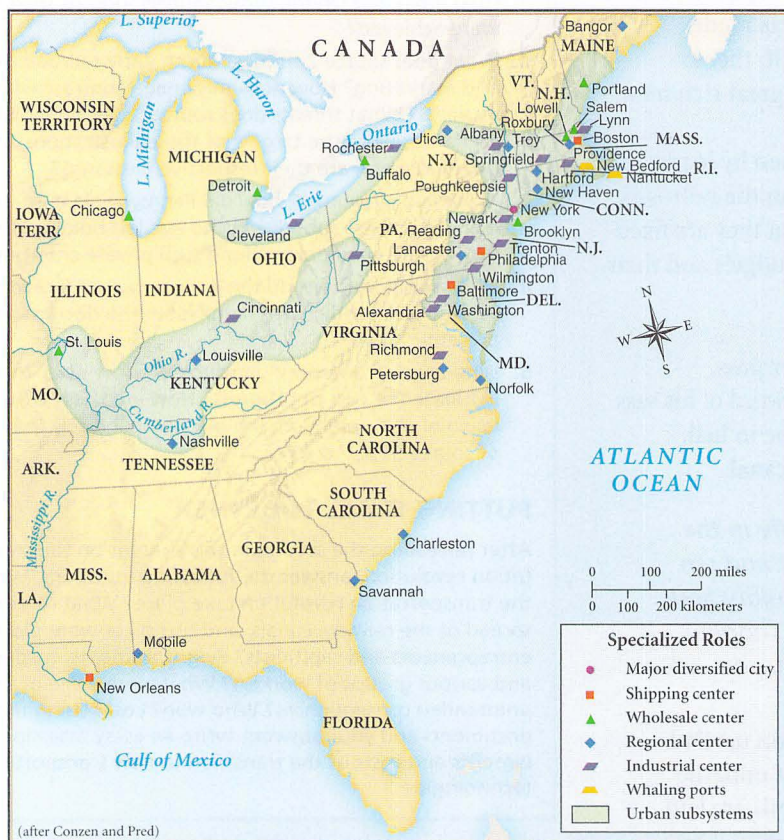 L. Superior
CANADA
Bangor
MAINE
L. Huron
VT.
N.H.
Portland
WISCONSIN
TERRITORY
L. Michigan
Lowell
Salem
Roxbury
Lynn
L. Ontario
Utica
Albany
Troy
Boston
MASS.
MICHIGAN
Rochester
N.Y.
Springfield
Providence
New Bedford
R.I.
Buffalo
Poughkeepsie
Hartford
Nantucket
Detroit
L. Erie
New Haven
Chicago
CONN.
IOWA
TERR.
Cleveland
Newark
New York
PA.
Reading
Brooklyn
OHIO
Lancaster
Trenton
N.J.
Pittsburgh
Philadelphia
Wilmington
ILLINOIS
INDIANA
Baltimore
DEL.
Cincinnati
Alexandria
Washington
VIRGINIA
St. Louis
Ohio R.
Louisville
Richmond
MD.
KENTUCKY
Petersburg
Norfolk
MO.
Cumberland R.
Nashville
NORTH
CAROLINA
ARK.
TENNESSEE
ATLANTIC
OCEAN
Mississippi R.
SOUTH
CAROLINA
GEORGIA
Charleston
MISS.
ALABAMA
LA.
Savannah
Mobile
New Orleans
FLORIDA
Gulf of Mexico
N
W
E
S
0 100 200 miles
0 100 200 kilometers
Specialized Roles
Major diversified city
Shipping center
Wholesale center
Regional center
Industrial center
Whaling ports
Urban subsystems
(after Conzen and Pred)